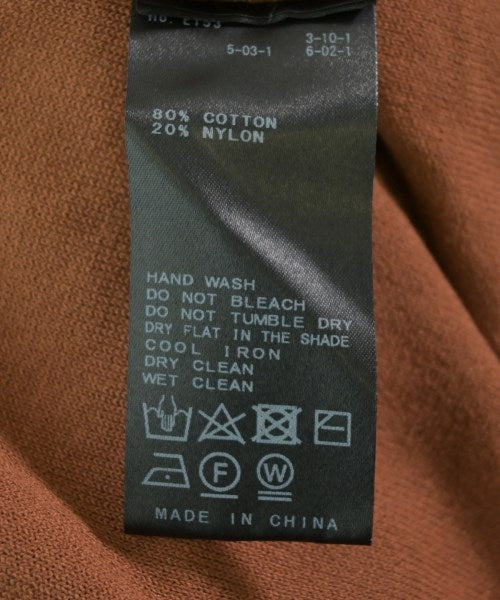 5-03-1
3-10-1
6-02-1
80% COTTON
20% NYLON
HAND WASH
DO NOT BLEACH
DO NOT TUMBLE DRY
DRY FLAT IN THE SHADE
COOL IRON
DRY CLEAN
WET CLEAN
F W
MADE IN CHINA